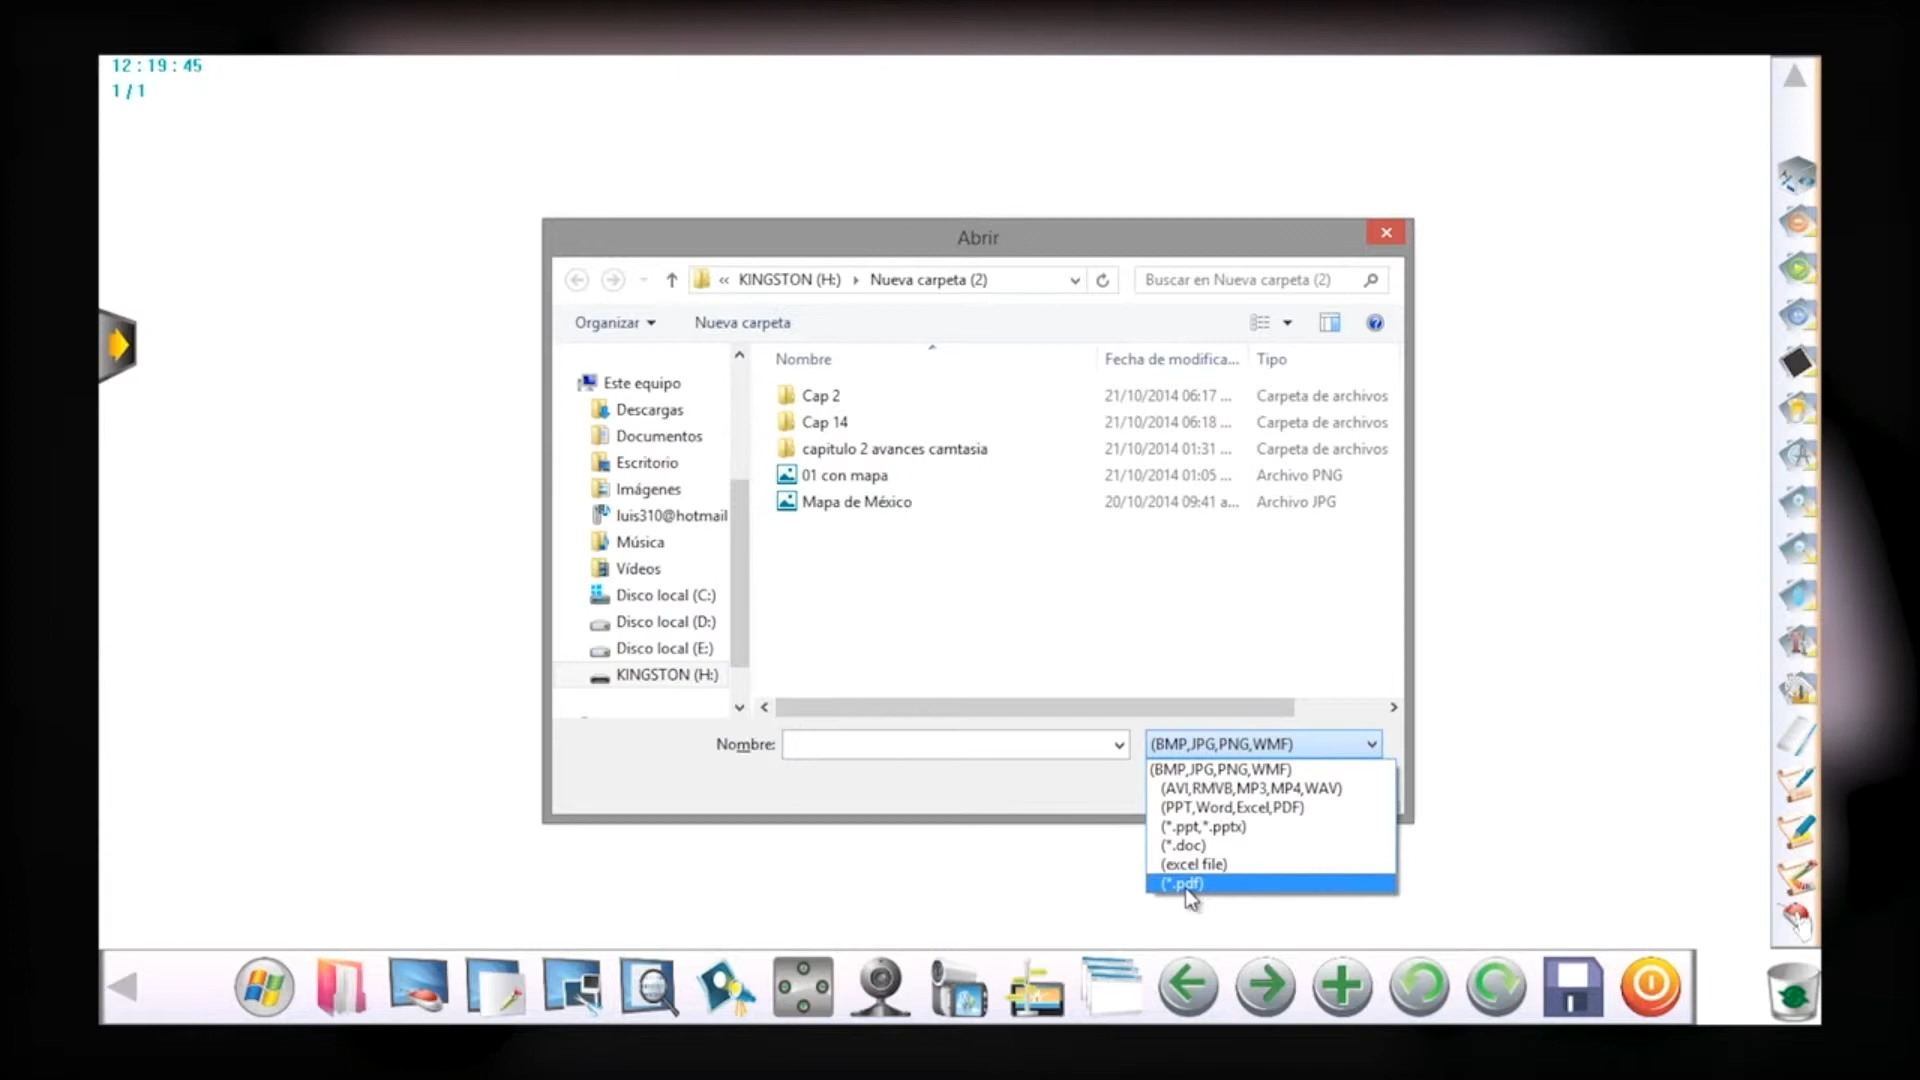 12 : 19 : 45
1 / 1
Abrir
« KINGSTON (H:) Nueva carpeta (2)
Buscar en Nueva carpeta (2)
Organizar Nueva carpeta
Nombre Fecha de modifica... Tipo
Este equipo
Descargas
Documentos
Escritorio
Imágenes
luis310@hotmail
Música
Vídeos
Disco local (C:)
Disco local (D:)
Disco local (E:)
KINGSTON (H:)
Cap 2 21/10/2014 06:17 ... Carpeta de archivos
Cap 14 21/10/2014 06:18 ... Carpeta de archivos
capitulo 2 avances camtasia 21/10/2014 01:31 ... Carpeta de archivos
01 con mapa 21/10/2014 01:05 ... Archivo PNG
Mapa de México 20/10/2014 09:41 a... Archivo JPG
Nombre: (BMP,JPG,PNG,WMF)
(BMP,JPG,PNG,WMF)
(AVI,RMVB,MP3,MP4,WAV)
(PPT,Word,Excel,PDF)
(*.ppt,*.pptx)
(*.doc)
(excel file)
(*.pdf)